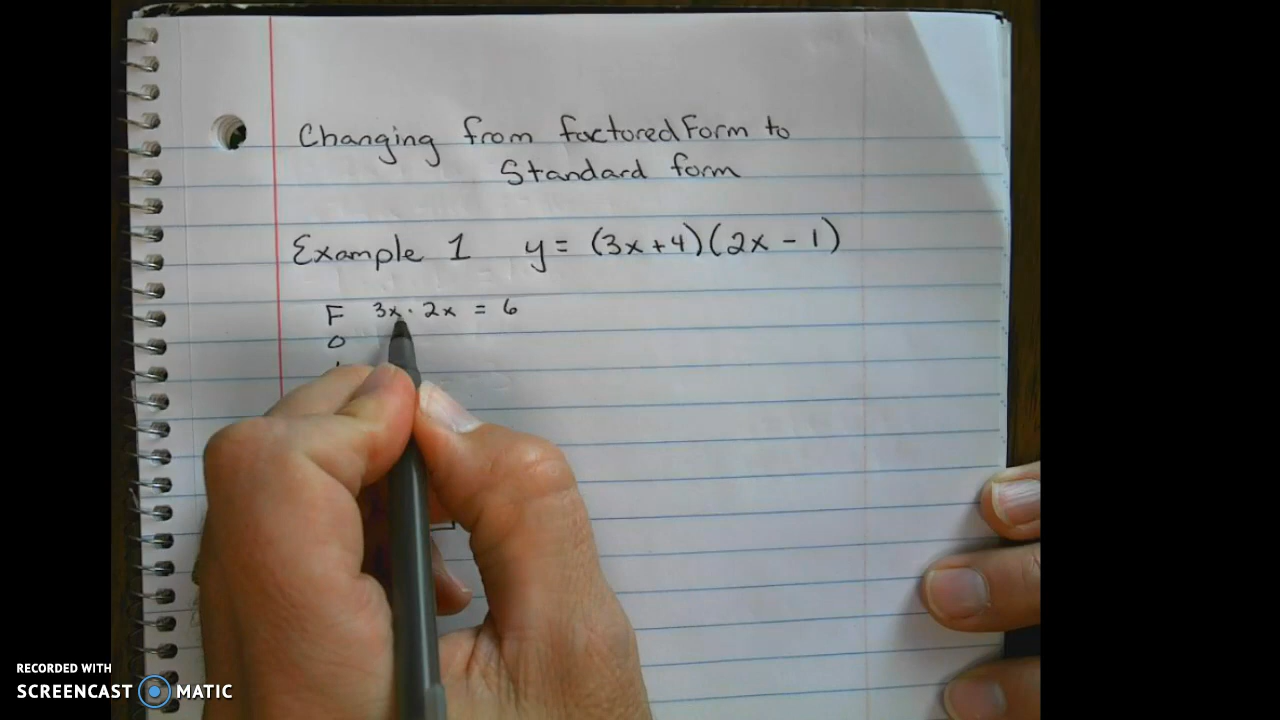 Changing from factored Form to
Standard form
Example 1 y = (3x+4)(2x - 1)
F 3x · 2x = 6
O
RECORDED WITH
SCREENCAST MATIC